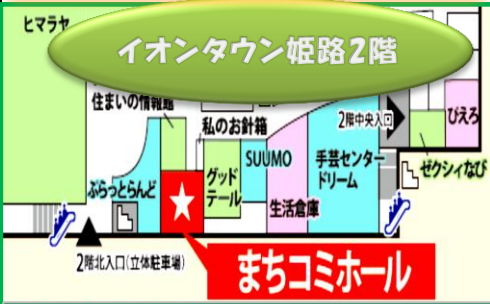 イオンタウン姫路2階
ヒマラヤ
住まいの情報館
私のお針箱
2階中央入口
ぴえろ
ぷらっとらんど
グッド
テール
SUUMO
生活倉庫
手芸センター
ドリーム
ゼクシィなび
2階北入口(立体駐車場)
まちコミホール